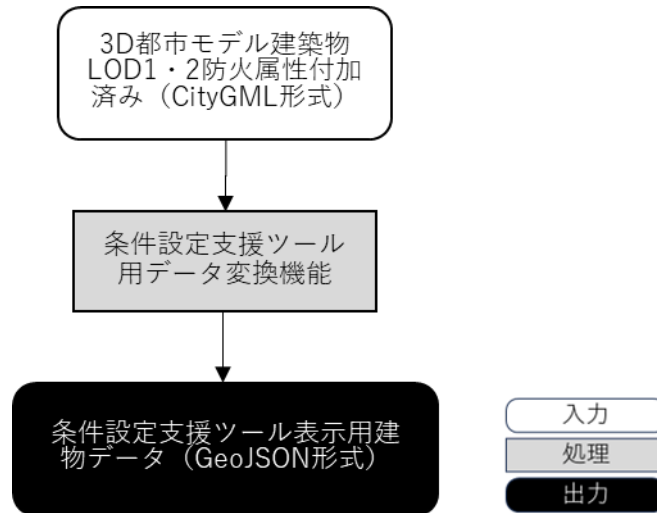 3D都市モデル建築物
LOD1・2防火属性付加
済み（CityGML形式）
条件設定支援ツール
用データ変換機能
条件設定支援ツール表示用建
物データ（GeoJSON形式）
入力
処理
出力